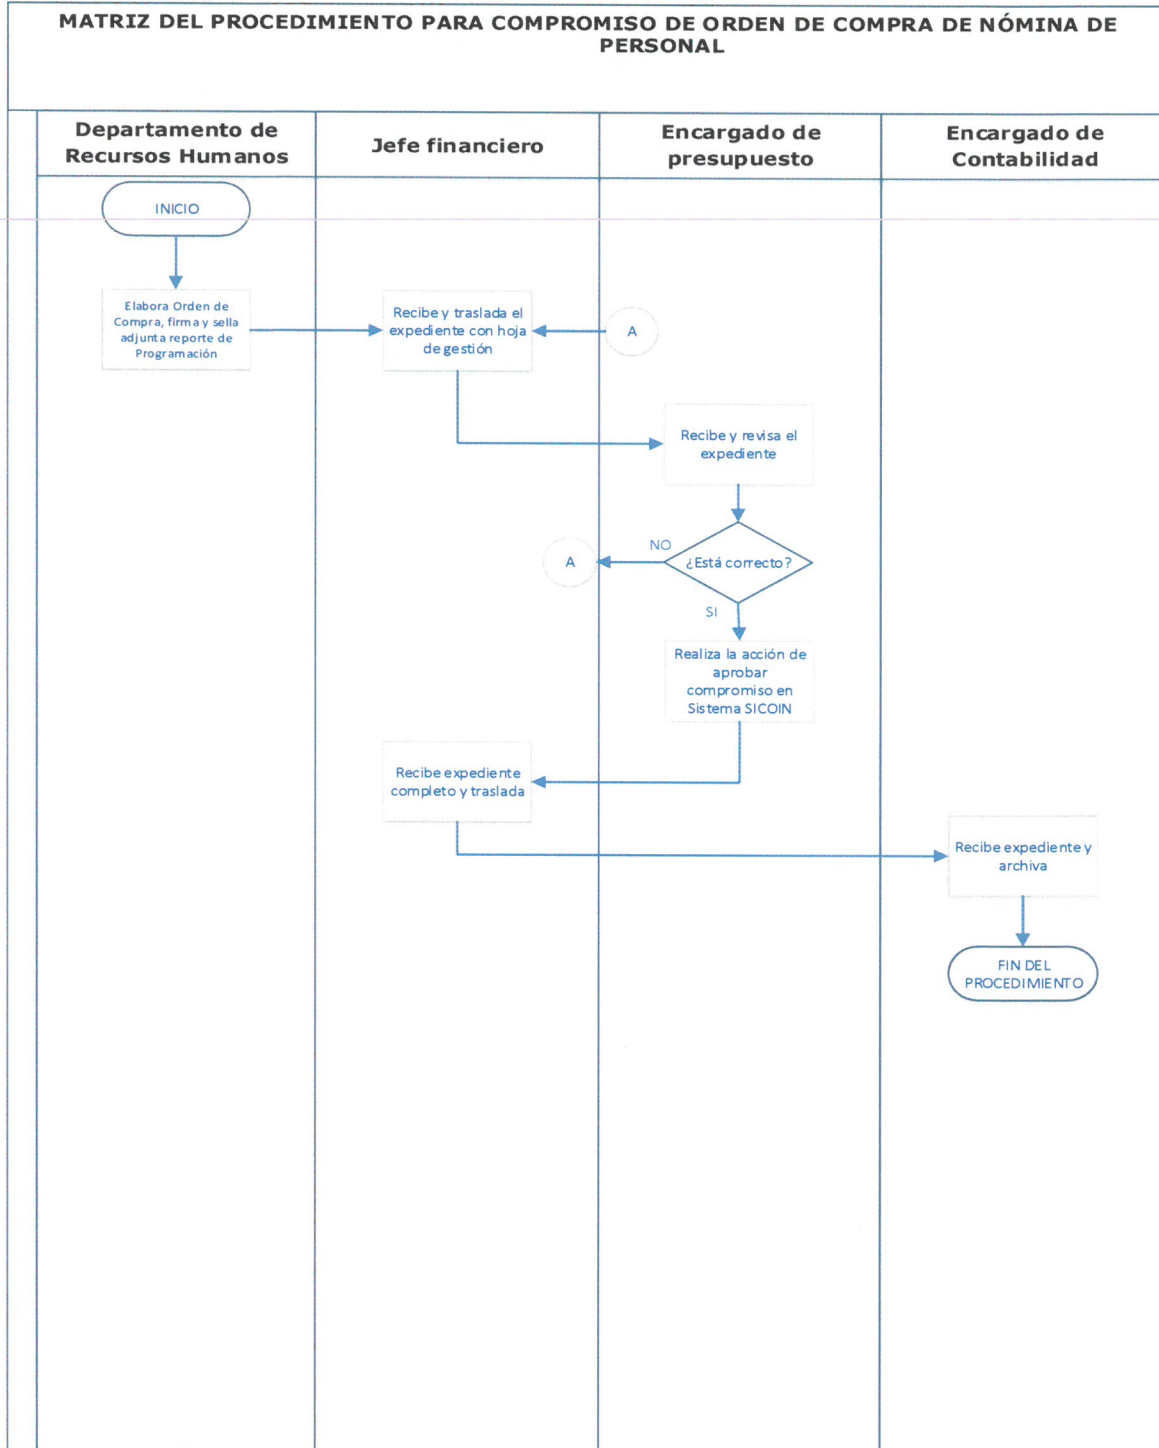 MATRIZ DEL PROCEDIMIENTO PARA COMPROMISO DE ORDEN DE COMPRA DE NÓMINA DE
PERSONAL
Departamento de
Recursos Humanos
Jefe financiero
Encargado de
presupuesto
Encargado de
Contabilidad
INICIO
Elabora Orden de
Compra, firma y sella
adjunta reporte de
Programación
Recibe y traslada el
expediente con hoja
de gestión
A
Recibe y revisa el
expediente
¿Está correcto?
NO
A
SI
Realiza la acción de
aprobar
compromiso en
Sistema SICOIN
Recibe expediente
completo y traslada
Recibe expediente y
archiva
FIN DEL
PROCEDIMIENTO